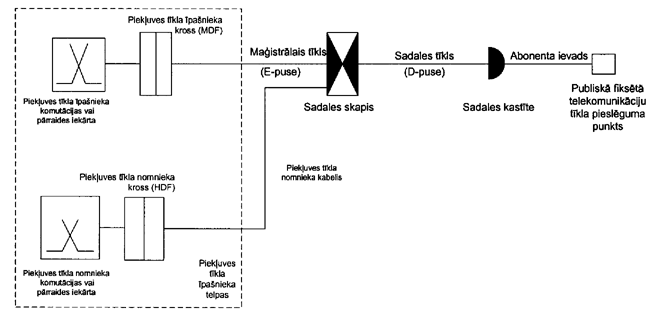 Piekļuves tīkla īpašnieka
kross (MDF)
Piekļuves tīkla īpašnieka
komutācijas vai
pārraides iekārta
Maģistrālais tīkls
(E-puse)
Sadales skapis
Sadales tīkls
(D-puse)
Sadales kastīte
Abonenta ievads
Publiskā fiksētā
telekomunikāciju
tīkla pieslēguma
punkts
Piekļuves tīkla
nomnieka kabelis
Piekļuves tīkla nomnieka
kross (HDF)
Piekļuves tīkla nomnieka
komutācijas vai
pārraides iekārta
Piekļuves
tīkla
īpašnieka
telpas